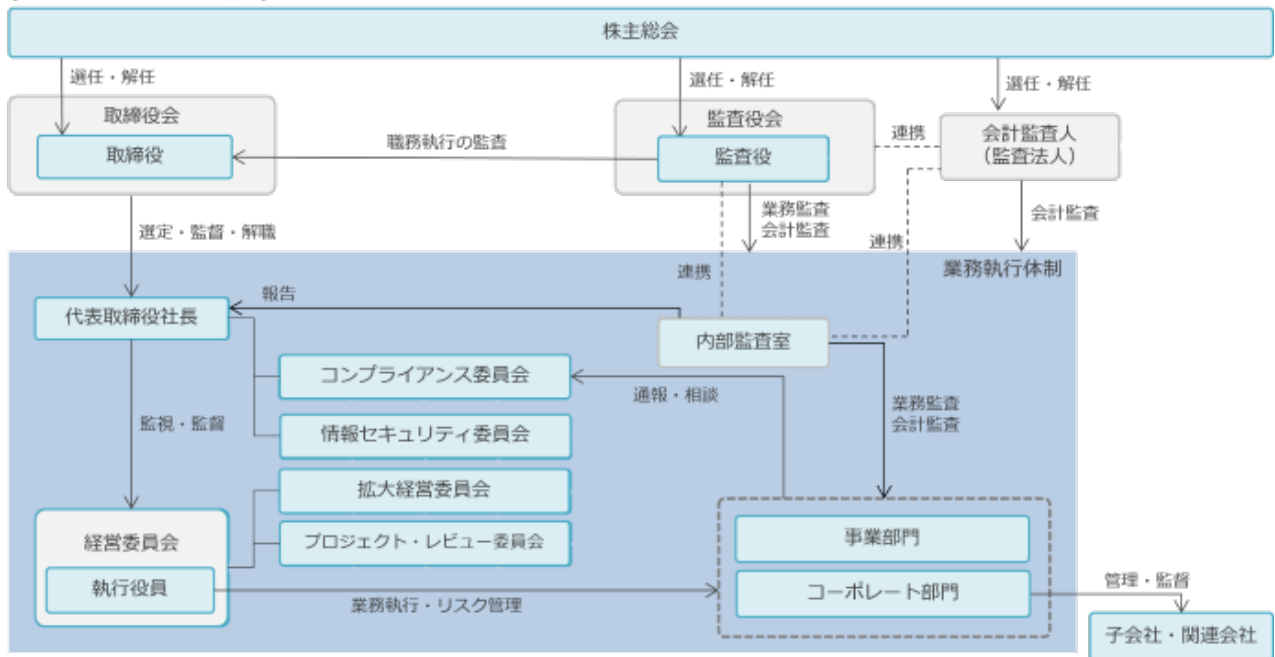 株主総会
選任・解任
選任・解任
選任・解任
取締役会
取締役
職務執行の監査
監査役会
監査役
連携
会計監査人
（監査法人）
選定・監督・解職
業務監査
会計監査
連携
会計監査
連携
業務執行体制
報告
代表取締役社長
内部監査室
コンプライアンス委員会
通報・相談
業務監査
会計監査
監視・監督
情報セキュリティ委員会
拡大経営委員会
プロジェクト・レビュー委員会
経営委員会
執行役員
業務執行・リスク管理
事業部門
コーポレート部門
管理・監督
子会社・関連会社